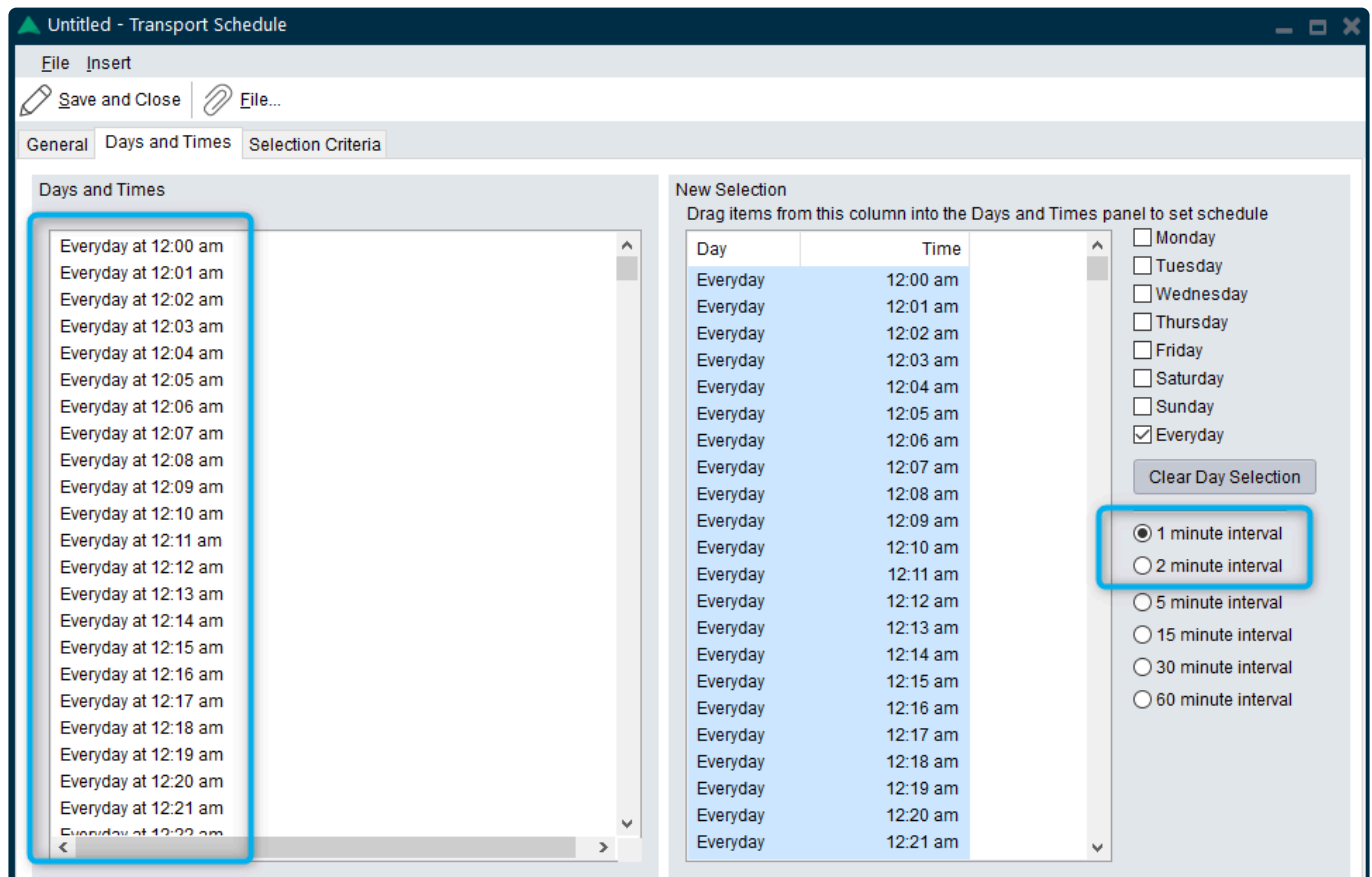 Untitled - Transport Schedule
File Insert
Save and Close File...
General Days and Times Selection Criteria
Days and Times
Everyday at 12:00 am
Everyday at 12:01 am
Everyday at 12:02 am
Everyday at 12:03 am
Everyday at 12:04 am
Everyday at 12:05 am
Everyday at 12:06 am
Everyday at 12:07 am
Everyday at 12:08 am
Everyday at 12:09 am
Everyday at 12:10 am
Everyday at 12:11 am
Everyday at 12:12 am
Everyday at 12:13 am
Everyday at 12:14 am
Everyday at 12:15 am
Everyday at 12:16 am
Everyday at 12:17 am
Everyday at 12:18 am
Everyday at 12:19 am
Everyday at 12:20 am
Everyday at 12:21 am
Everyday at 12:22 am
New Selection
Drag items from this column into the Days and Times panel to set schedule
Day Time
Everyday 12:00 am
Everyday 12:01 am
Everyday 12:02 am
Everyday 12:03 am
Everyday 12:04 am
Everyday 12:05 am
Everyday 12:06 am
Everyday 12:07 am
Everyday 12:08 am
Everyday 12:09 am
Everyday 12:10 am
Everyday 12:11 am
Everyday 12:12 am
Everyday 12:13 am
Everyday 12:14 am
Everyday 12:15 am
Everyday 12:16 am
Everyday 12:17 am
Everyday 12:18 am
Everyday 12:19 am
Everyday 12:20 am
Everyday 12:21 am
Monday
Tuesday
Wednesday
Thursday
Friday
Saturday
Sunday
Everyday
Clear Day Selection
1 minute interval
2 minute interval
5 minute interval
15 minute interval
30 minute interval
60 minute interval